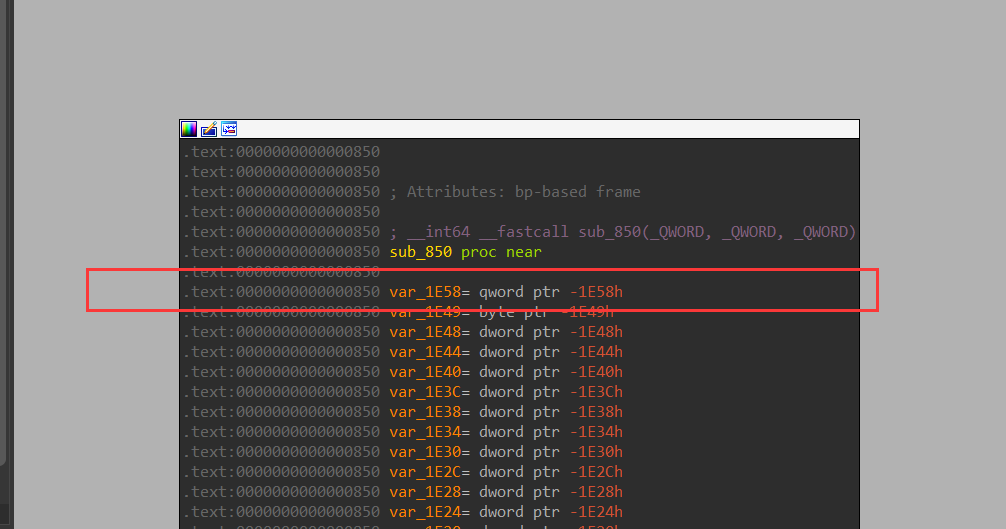 .text:0000000000000850
.text:0000000000000850
.text:0000000000000850 ; Attributes: bp-based frame
.text:0000000000000850
.text:0000000000000850 ; __int64 __fastcall sub_850(_QWORD, _QWORD, _QWORD)
.text:0000000000000850 sub_850 proc near
.text:0000000000000850
.text:0000000000000850 var_1E58= qword ptr -1E58h
.text:0000000000000850 var_1E49= byte ptr -1E49h
.text:0000000000000850 var_1E48= dword ptr -1E48h
.text:0000000000000850 var_1E44= dword ptr -1E44h
.text:0000000000000850 var_1E40= dword ptr -1E40h
.text:0000000000000850 var_1E3C= dword ptr -1E3Ch
.text:0000000000000850 var_1E38= dword ptr -1E38h
.text:0000000000000850 var_1E34= dword ptr -1E34h
.text:0000000000000850 var_1E30= dword ptr -1E30h
.text:0000000000000850 var_1E2C= dword ptr -1E2Ch
.text:0000000000000850 var_1E28= dword ptr -1E28h
.text:0000000000000850 var_1E24= dword ptr -1E24h